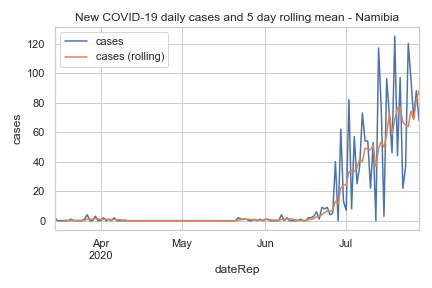 New COVID-19 daily cases and 5 day rolling mean - Namibia
cases
cases (rolling)
120
100
80
60
40
20
0
cases
Apr
2020
May
Jun
Jul
dateRep